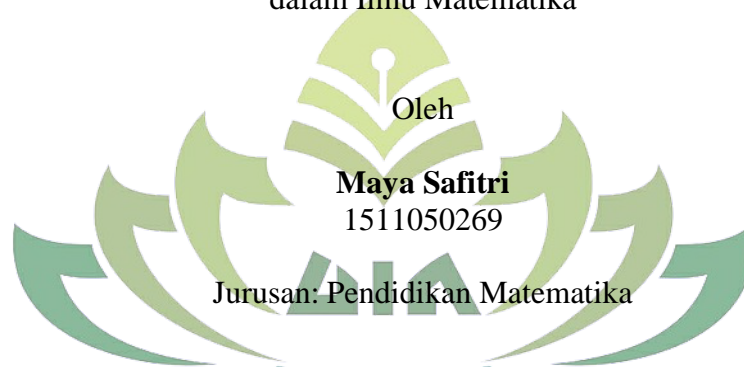 dalam Ilmu Matematika
Oleh
Maya Safitri
1511050269
Jurusan: Pendidikan Matematika